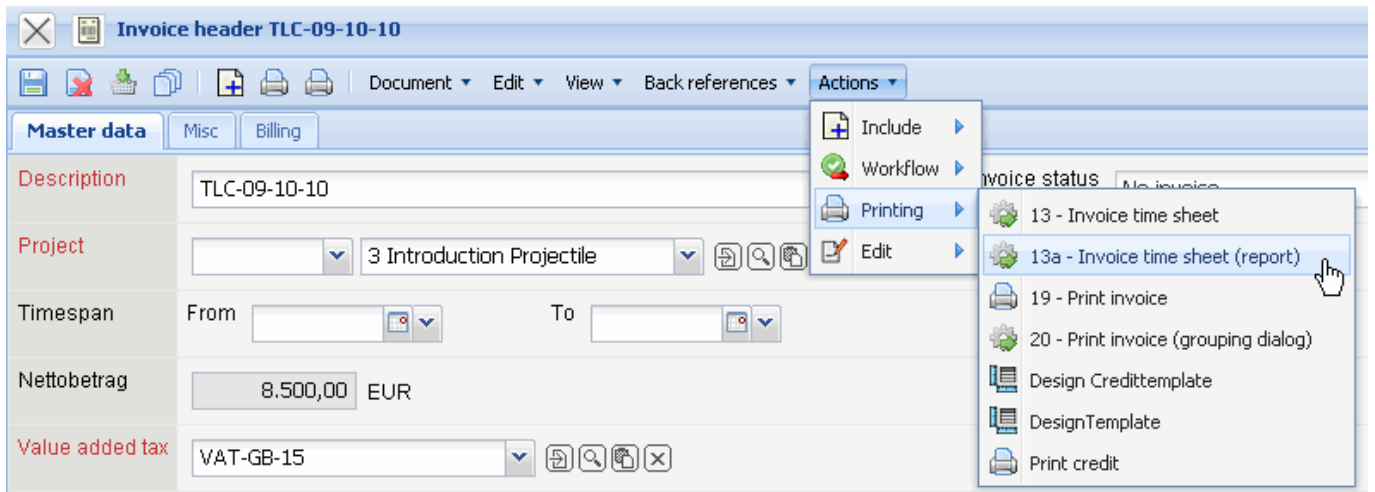 Invoice header TLC-09-10-10
Document Edit View Back references Actions
Master data Misc Billing
Include
Workflow
Printing
Edit
Description TLC-09-10-10 nvoice status No invoice
13 - Invoice time sheet
13a - Invoice time sheet (report)
19 - Print invoice
20 - Print invoice (grouping dialog)
Design Credittemplate
DesignTemplate
Print credit
Project 3 Introduction Projectile
Timespan From To
Nettobetrag 8.500,00 EUR
Value added tax VAT-GB-15